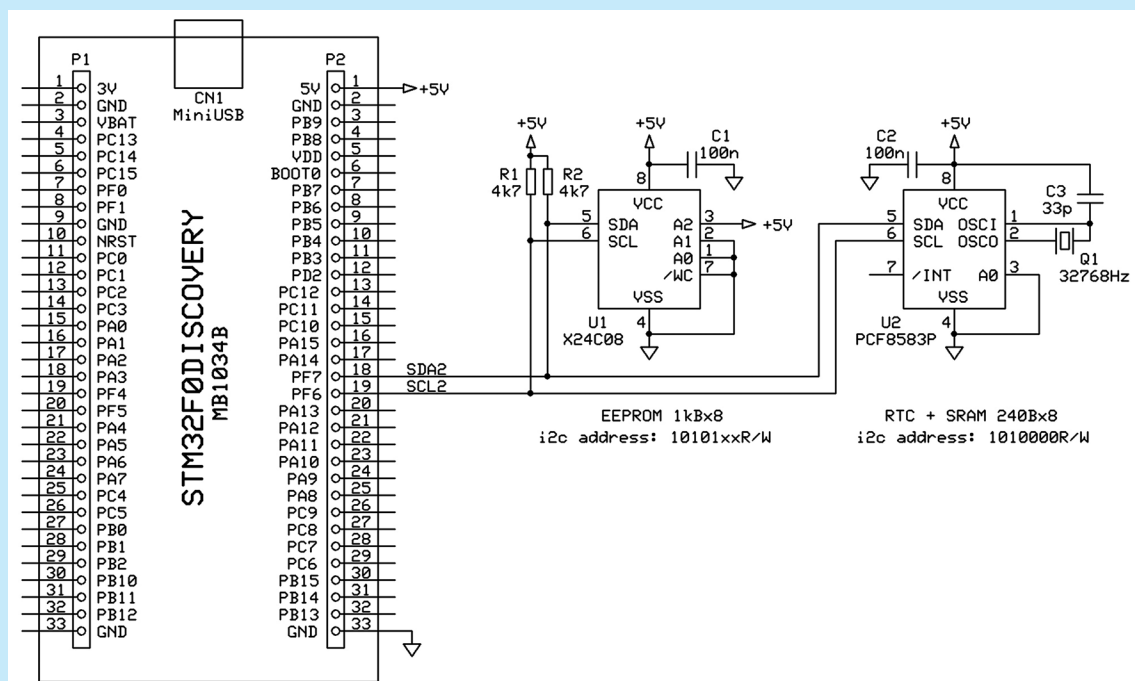 P1
P2
CN1
MiniUSB
STM32F0DISCOVERY
MB1034B
1 3V
2 GND
3 VBAT
4 PC13
5 PC14
6 PC15
7 PF0
8 PF1
9 GND
10 NRST
11 PC0
12 PC1
13 PC2
14 PC3
15 PA0
16 PA1
17 PA2
18 PA3
19 PF4
20 PF5
21 PA4
22 PA5
23 PA6
24 PA7
25 PC4
26 PC5
27 PB0
28 PB1
29 PB2
30 PB10
31 PB11
32 PB12
33 GND
5V 1
GND 2
PB9 3
PB8 4
VDD 5
BOOT0 6
PB7 7
PB6 8
PB5 9
PB4 10
PB3 11
PD2 12
PC12 13
PC11 14
PC10 15
PA15 16
PA14 17
PF7 18
PF6 19
PA13 20
PA12 21
PA11 22
PA10 23
PA9 24
PA8 25
PC9 26
PC8 27
PC7 28
PC6 29
PB15 30
PB14 31
PB13 32
GND 33
+5V
SDA2
SCL2
+5V
R1
4k7
R2
4k7
+5V
C1
100n
8
VCC
5 SDA
6 SCL
A2 3
A1 2
A0 1
/WC 7
+5V
VSS
4
U1
X24C08
EEPROM 1kBx8
i2c address: 10101xxR/W
C2
100n
+5V
8
VCC
C3
33p
5 SDA
6 SCL
7 /INT
OSCI 1
OSCO 2
A0 3
Q1
32768Hz
VSS
4
U2
PCF8583P
RTC + SRAM 240Bx8
i2c address: 1010000R/W